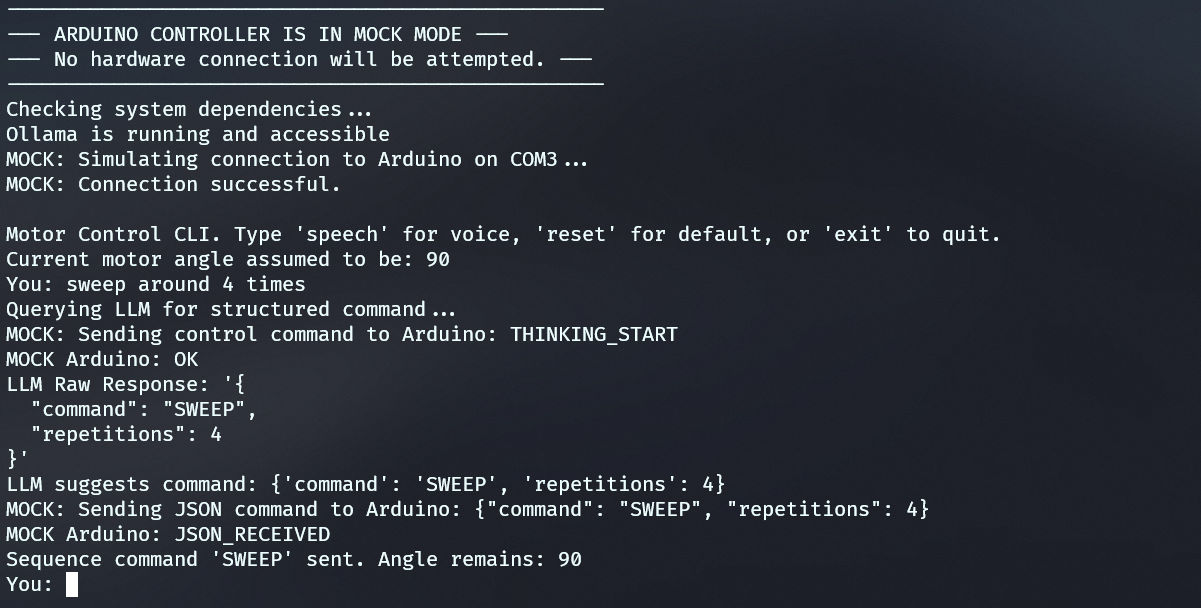 --- ARDUINO CONTROLLER IS IN MOCK MODE ---
--- No hardware connection will be attempted. ---
Checking system dependencies...
Ollama is running and accessible
MOCK: Simulating connection to Arduino on COM3...
MOCK: Connection successful.
Motor Control CLI. Type 'speech' for voice, 'reset' for default, or 'exit' to quit.
Current motor angle assumed to be: 90
You: sweep around 4 times
Querying LLM for structured command...
MOCK: Sending control command to Arduino: THINKING_START
MOCK Arduino: OK
LLM Raw Response: '{
  "command": "SWEEP",
  "repetitions": 4
}'
LLM suggests command: {'command': 'SWEEP', 'repetitions': 4}
MOCK: Sending JSON command to Arduino: {"command": "SWEEP", "repetitions": 4}
MOCK Arduino: JSON_RECEIVED
Sequence command 'SWEEP' sent. Angle remains: 90
You: